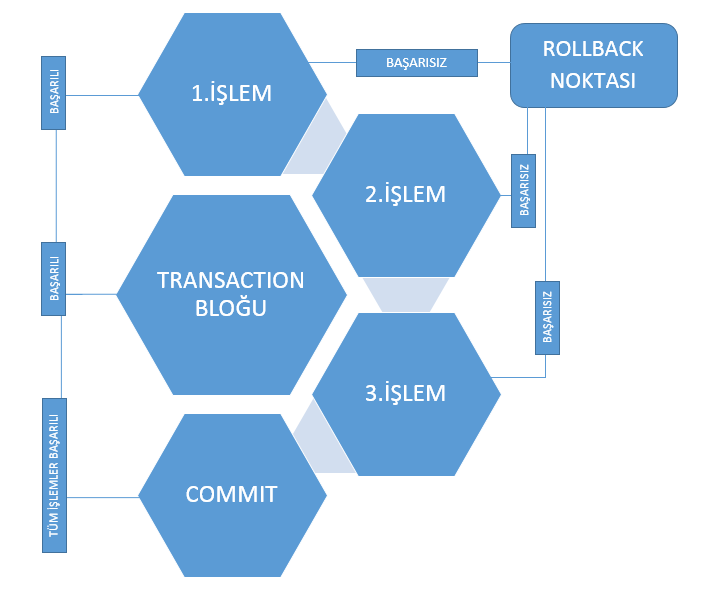 1.İŞLEM
BAŞARISIZ
ROLLBACK
NOKTASI
BAŞARILI
2.İŞLEM
BAŞARISIZ
TRANSACTION
BLOĞU
BAŞARILI
BAŞARISIZ
3.İŞLEM
TÜM İŞLEMLER BAŞARILI
COMMIT